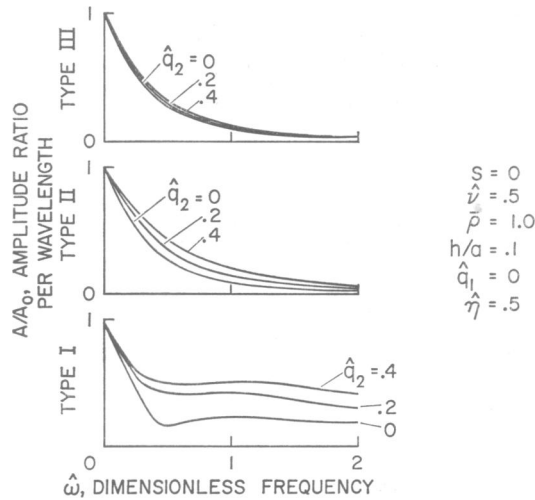 A/A₀, AMPLITUDE RATIO
PER WAVELENGTH
TYPE III
1
0
q̂₂ = 0
.2
.4
TYPE II
1
0
q̂₂ = 0
.2
.4
TYPE I
1
0
q̂₂ = .4
.2
0
0
1
2
ω̂, DIMENSIONLESS FREQUENCY
S = 0
ν̂ = .5
ρ̄ = 1.0
h/a = .1
q̂₁ = 0
η̂ = .5